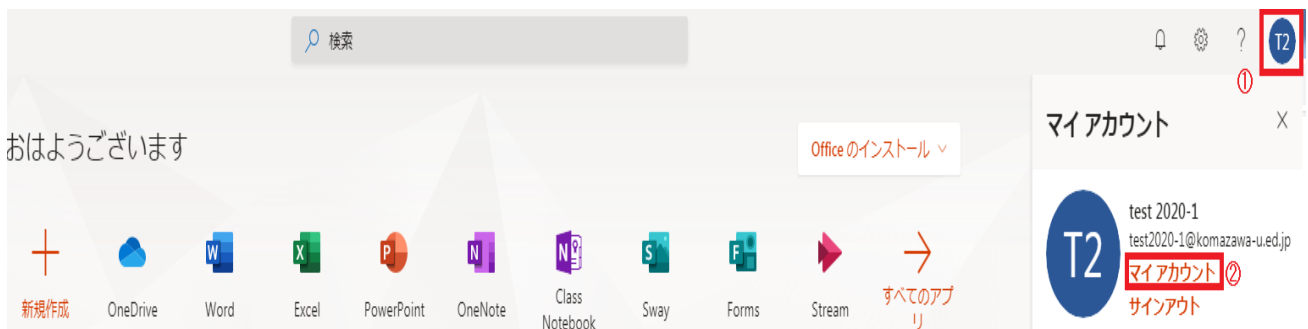 検索
?
T2
①
マイ アカウント
おはようございます
Office のインストール
test 2020-1
test2020-1@komazawa-u.ed.jp
T2
マイ アカウント ②
サインアウト
W
X
P
N
N
S
F
新規作成
OneDrive
Word
Excel
PowerPoint
OneNote
Class
Notebook
Sway
Forms
Stream
すべてのアプ
リ